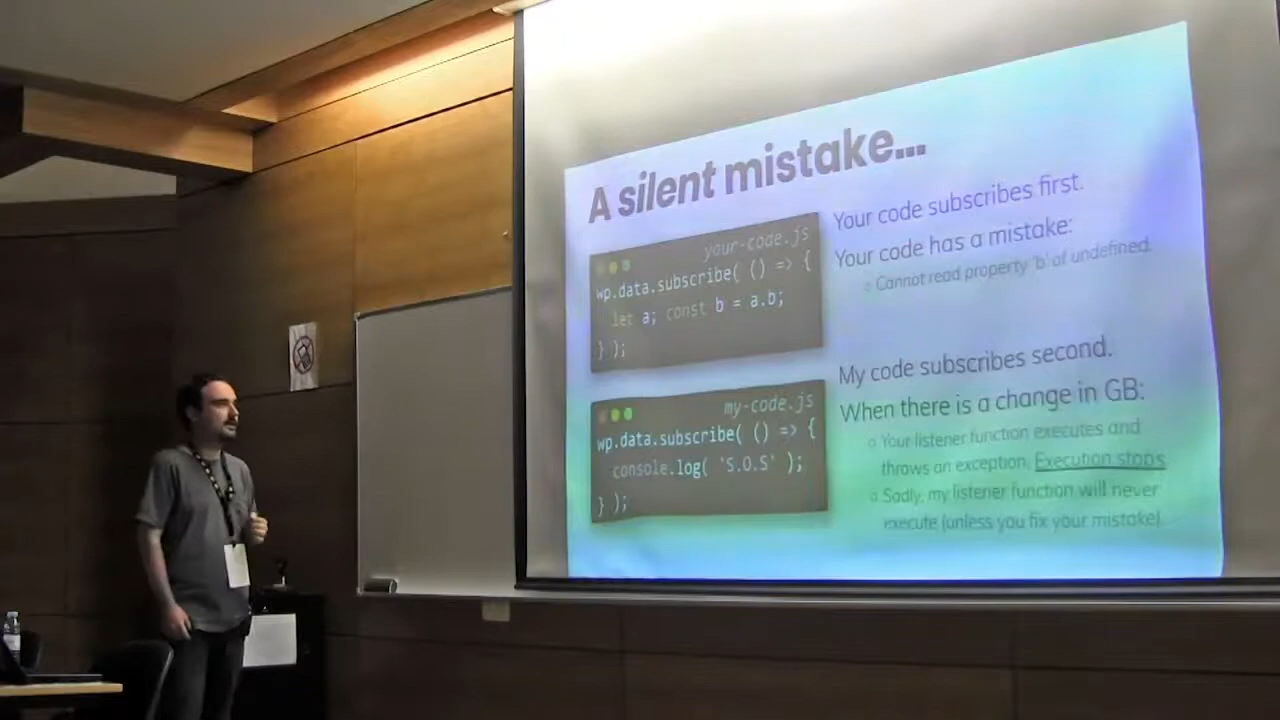 A silent mistake...
your-code.js
wp.data.subscribe( () => {
let a; const b = a.b;
} );
Your code subscribes first.
Your code has a mistake:
Cannot read property 'b' of undefined.
my-code.js
wp.data.subscribe( () => {
console.log( 'S.O.S' );
} );
My code subscribes second.
When there is a change in GB:
Your listener function executes and
throws an exception. Execution stops
Sadly, my listener function will never
execute (unless you fix your mistake)